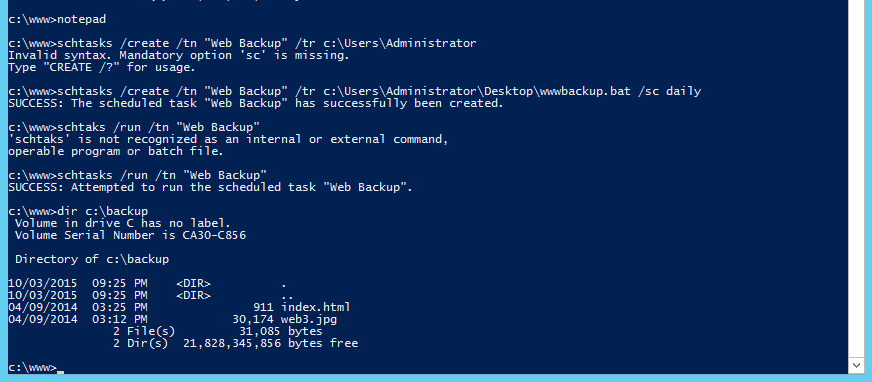 c:\www>notepad
c:\www>schtasks /create /tn "Web Backup" /tr c:\Users\Administrator
Invalid syntax. Mandatory option 'sc' is missing.
Type "CREATE /?" for usage.
c:\www>schtasks /create /tn "Web Backup" /tr c:\Users\Administrator\Desktop\wwwbackup.bat /sc daily
SUCCESS: The scheduled task "Web Backup" has successfully been created.
c:\www>schtaks /run /tn "Web Backup"
'schtaks' is not recognized as an internal or external command,
operable program or batch file.
c:\www>schtasks /run /tn "Web Backup"
SUCCESS: Attempted to run the scheduled task "Web Backup".
c:\www>dir c:\backup
 Volume in drive C has no label.
 Volume Serial Number is CA30-C856
 Directory of c:\backup
10/03/2015  09:25 PM    <DIR>          .
10/03/2015  09:25 PM    <DIR>          ..
04/09/2014  03:25 PM               911 index.html
04/09/2014  03:12 PM            30,174 web3.jpg
               2 File(s)         31,085 bytes
               2 Dir(s)  21,828,345,856 bytes free
c:\www>